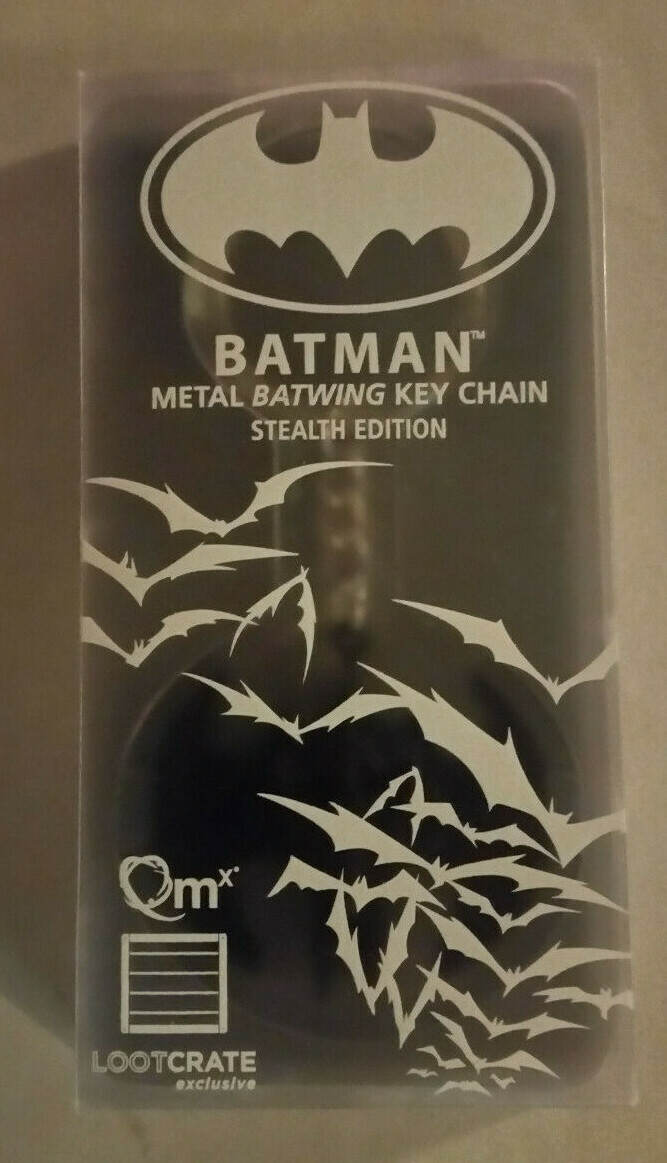 BATMAN™
METAL BATWING KEY CHAIN
STEALTH EDITION
Qmx
LOOTCRATE
exclusive